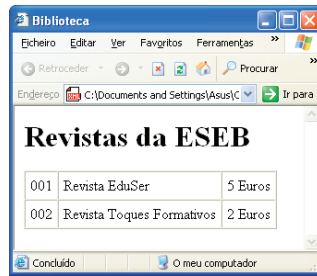 Biblioteca
Ficheiro Editar Ver Favoritos Ferramentas »
Retroceder Procurar »
Endereço C:\Documents and Settings\Asus\C Ir para
Revistas da ESEB
001 Revista EduSer 5 Euros
002 Revista Toques Formativos 2 Euros
Concluído O meu computador